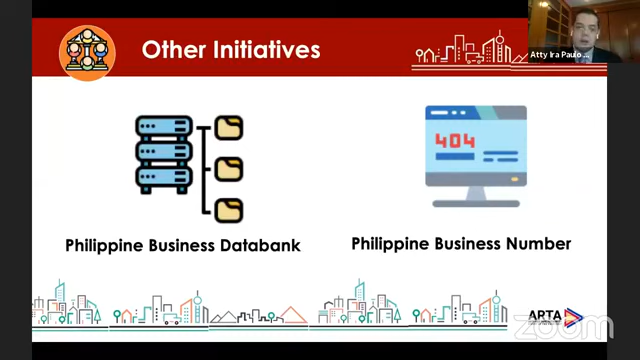 Other Initiatives
Atty Ira Paulo ...
404
Philippine Business Databank
Philippine Business Number
ARTA
zoom